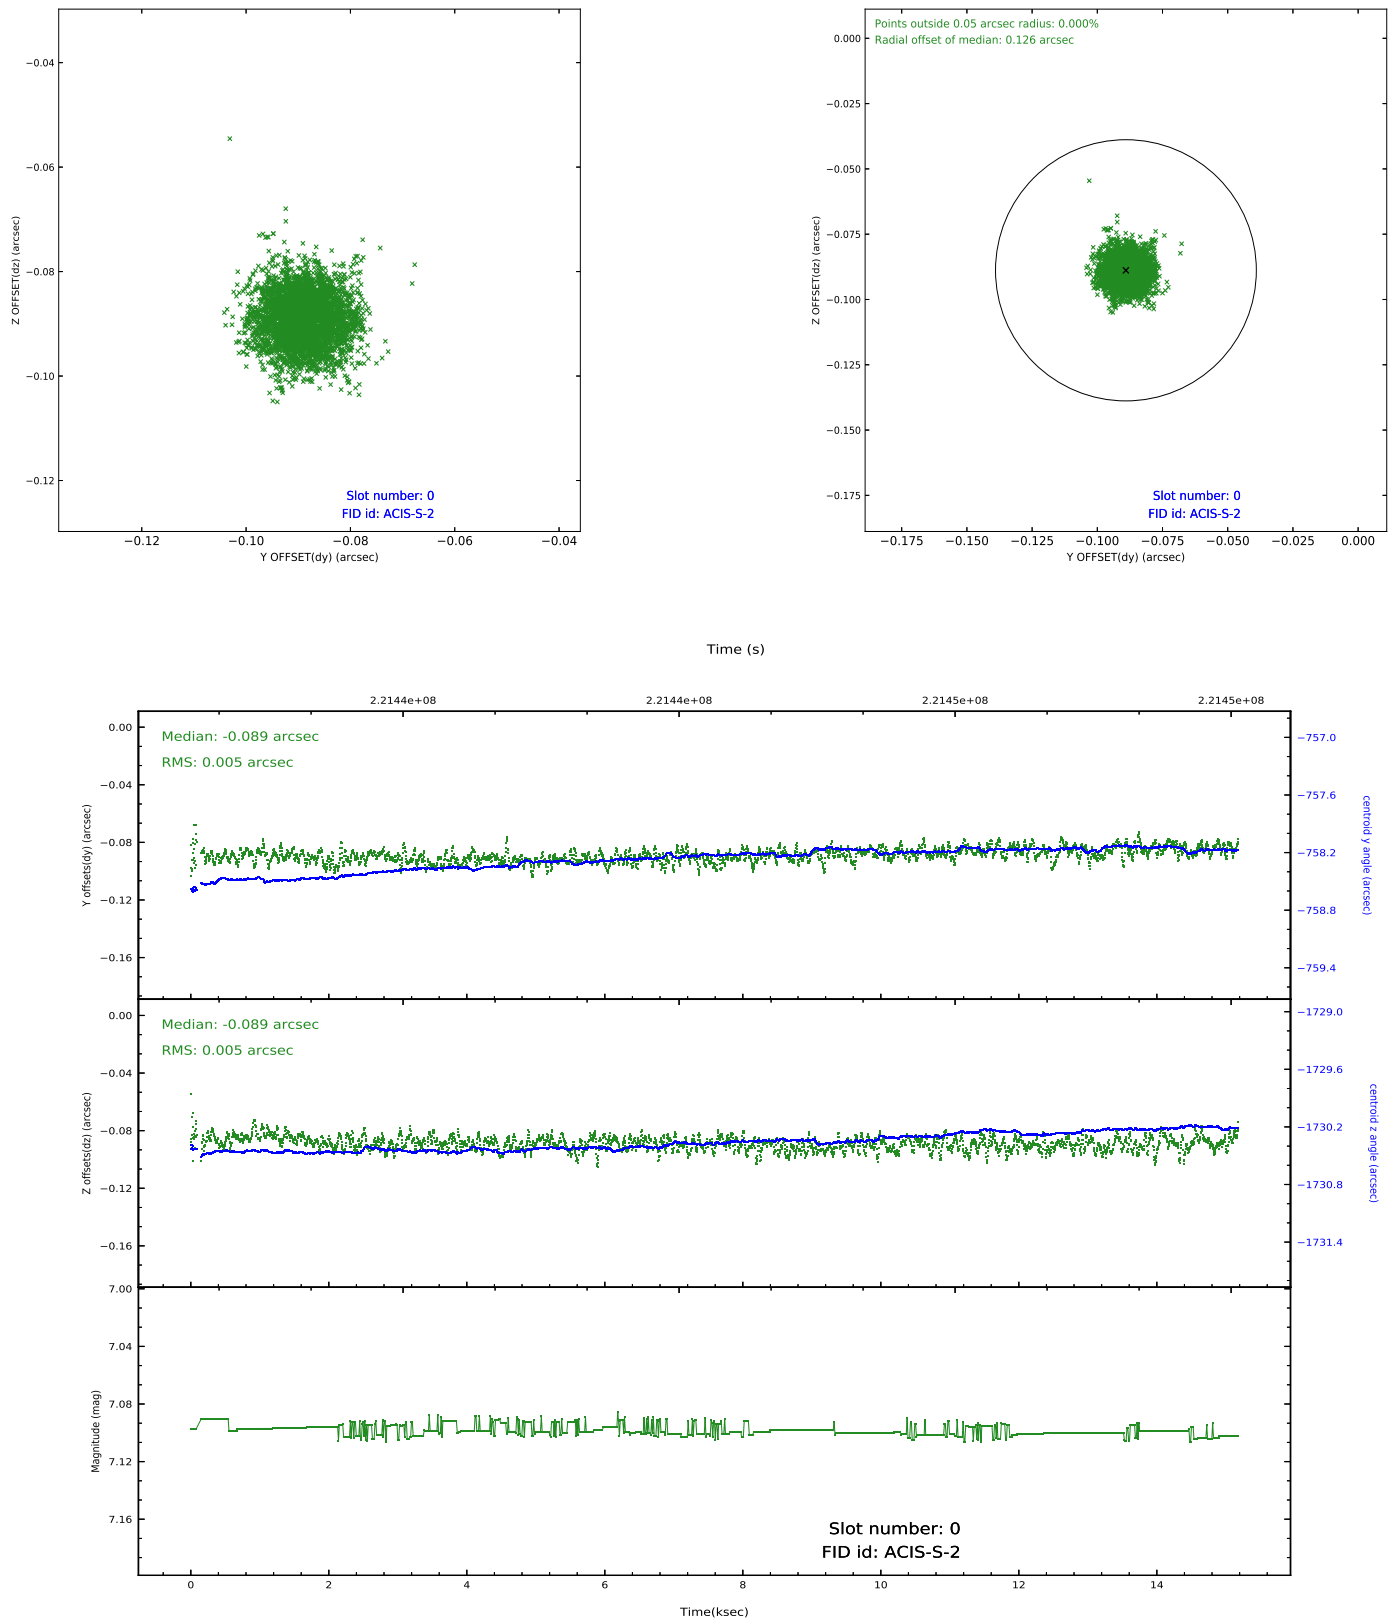 −0.04
−0.06
−0.08
−0.10
−0.12
Z OFFSET(dz) (arcsec)
Slot number: 0
FID id: ACIS-S-2
−0.12 −0.10 −0.08 −0.06 −0.04
Y OFFSET(dy) (arcsec)
Points outside 0.05 arcsec radius: 0.000%
Radial offset of median: 0.126 arcsec
0.000
−0.025
−0.050
−0.075
−0.100
−0.125
−0.150
−0.175
Z OFFSET(dz) (arcsec)
Slot number: 0
FID id: ACIS-S-2
−0.175 −0.150 −0.125 −0.100 −0.075 −0.050 −0.025 0.000
Y OFFSET(dy) (arcsec)
Time (s)
2.2144e+08 2.2144e+08 2.2145e+08 2.2145e+08
Median: -0.089 arcsec
RMS: 0.005 arcsec
0.00
−0.04
−0.08
−0.12
−0.16
Y offsets(dy) (arcsec)
−757.0
−757.6
−758.2
−758.8
−759.4
centroid y angle (arcsec)
Median: -0.089 arcsec
RMS: 0.005 arcsec
0.00
−0.04
−0.08
−0.12
−0.16
Z offsets(dz) (arcsec)
−1729.0
−1729.6
−1730.2
−1730.8
−1731.4
centroid z angle (arcsec)
7.00
7.04
7.08
7.12
7.16
Magnitude (mag)
Slot number: 0
FID id: ACIS-S-2
0 2 4 6 8 10 12 14
Time(ksec)